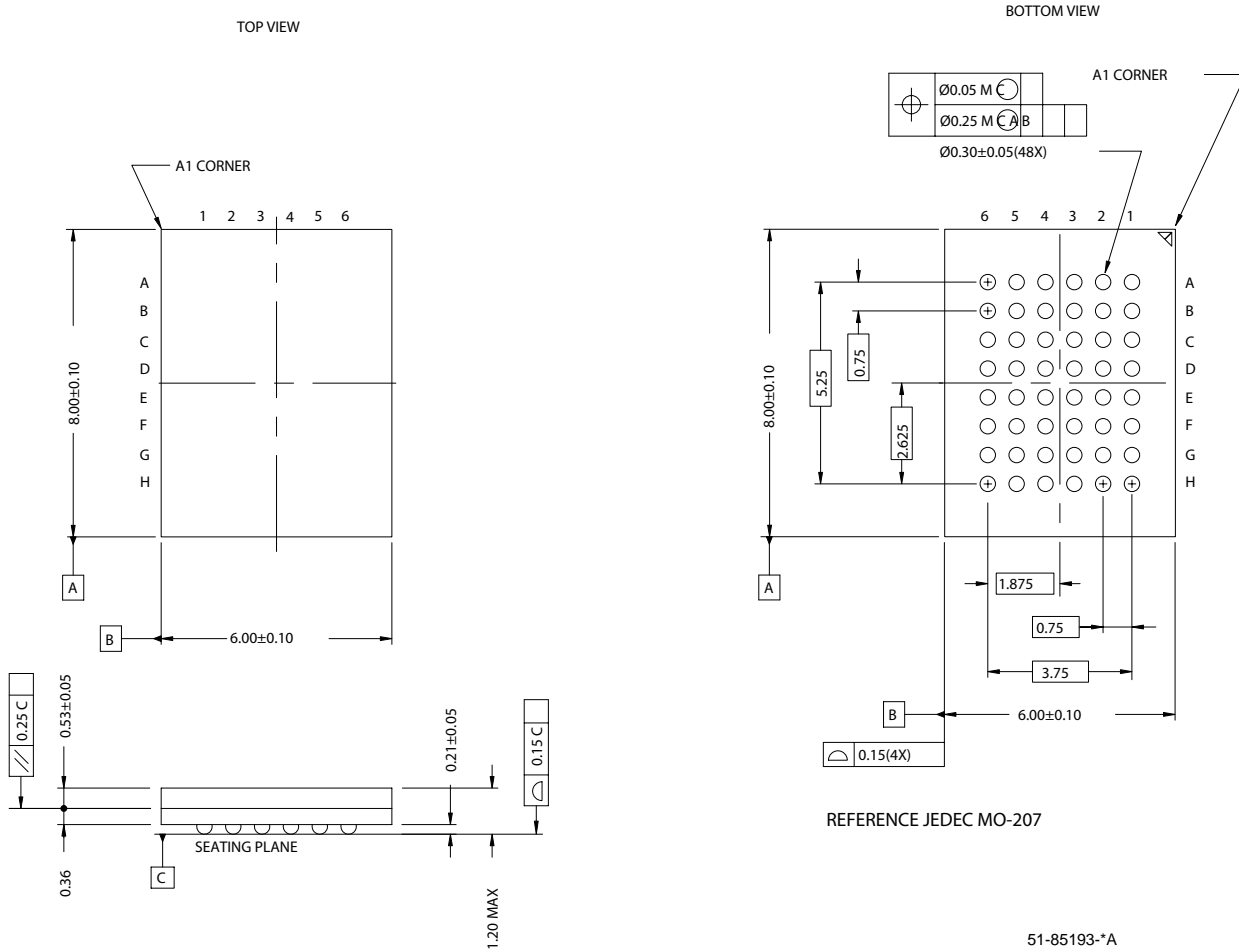 TOP VIEW
BOTTOM VIEW
A1 CORNER
Ø0.05 M C
Ø0.25 M C A B
Ø0.30±0.05(48X)
A1 CORNER
1 2 3 4 5 6
6 5 4 3 2 1
A
B
C
D
E
F
G
H
8.00±0.10
A
B
6.00±0.10
A
B
C
D
E
F
G
H
8.00±0.10
5.25
0.75
2.625
A
1.875
0.75
3.75
B
6.00±0.10
0.15(4X)
0.25 C
0.53±0.05
0.21±0.05
0.15 C
SEATING PLANE
C
0.36
1.20 MAX
REFERENCE JEDEC MO-207
51-85193-*A